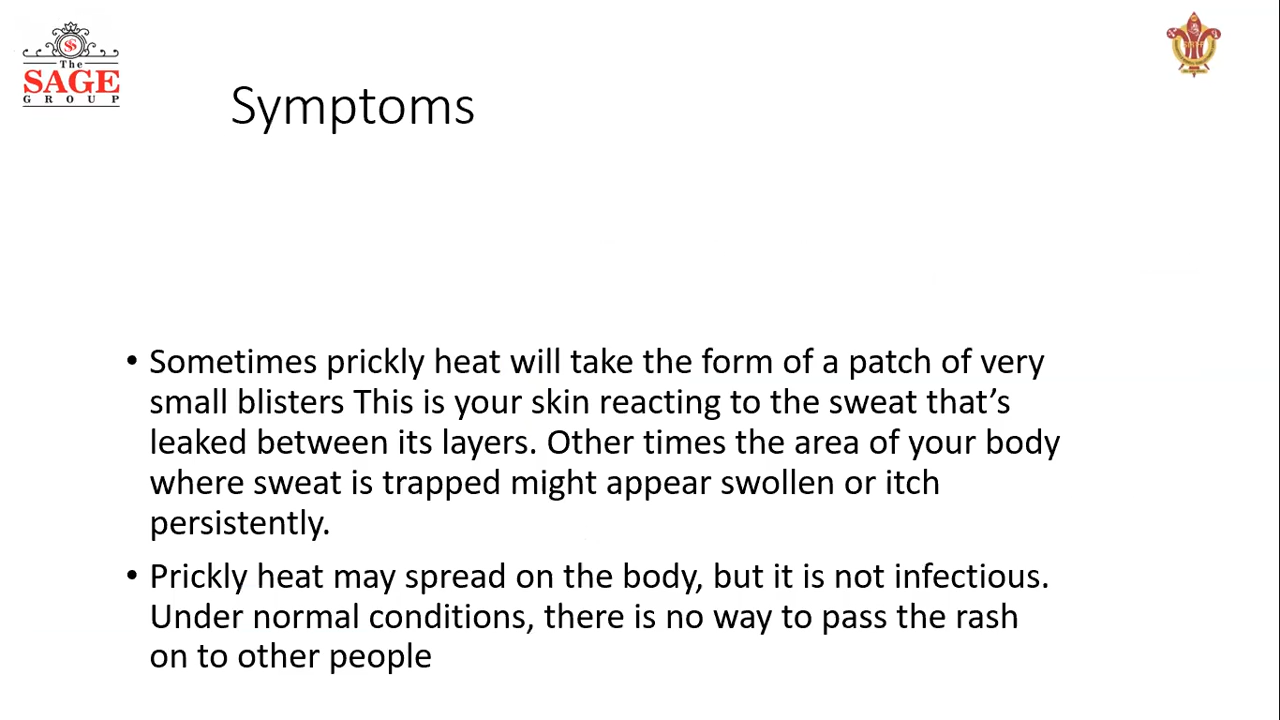 The
SAGE
GROUP
Symptoms
• Sometimes prickly heat will take the form of a patch of very
small blisters This is your skin reacting to the sweat that’s
leaked between its layers. Other times the area of your body
where sweat is trapped might appear swollen or itch
persistently.
• Prickly heat may spread on the body, but it is not infectious.
Under normal conditions, there is no way to pass the rash
on to other people